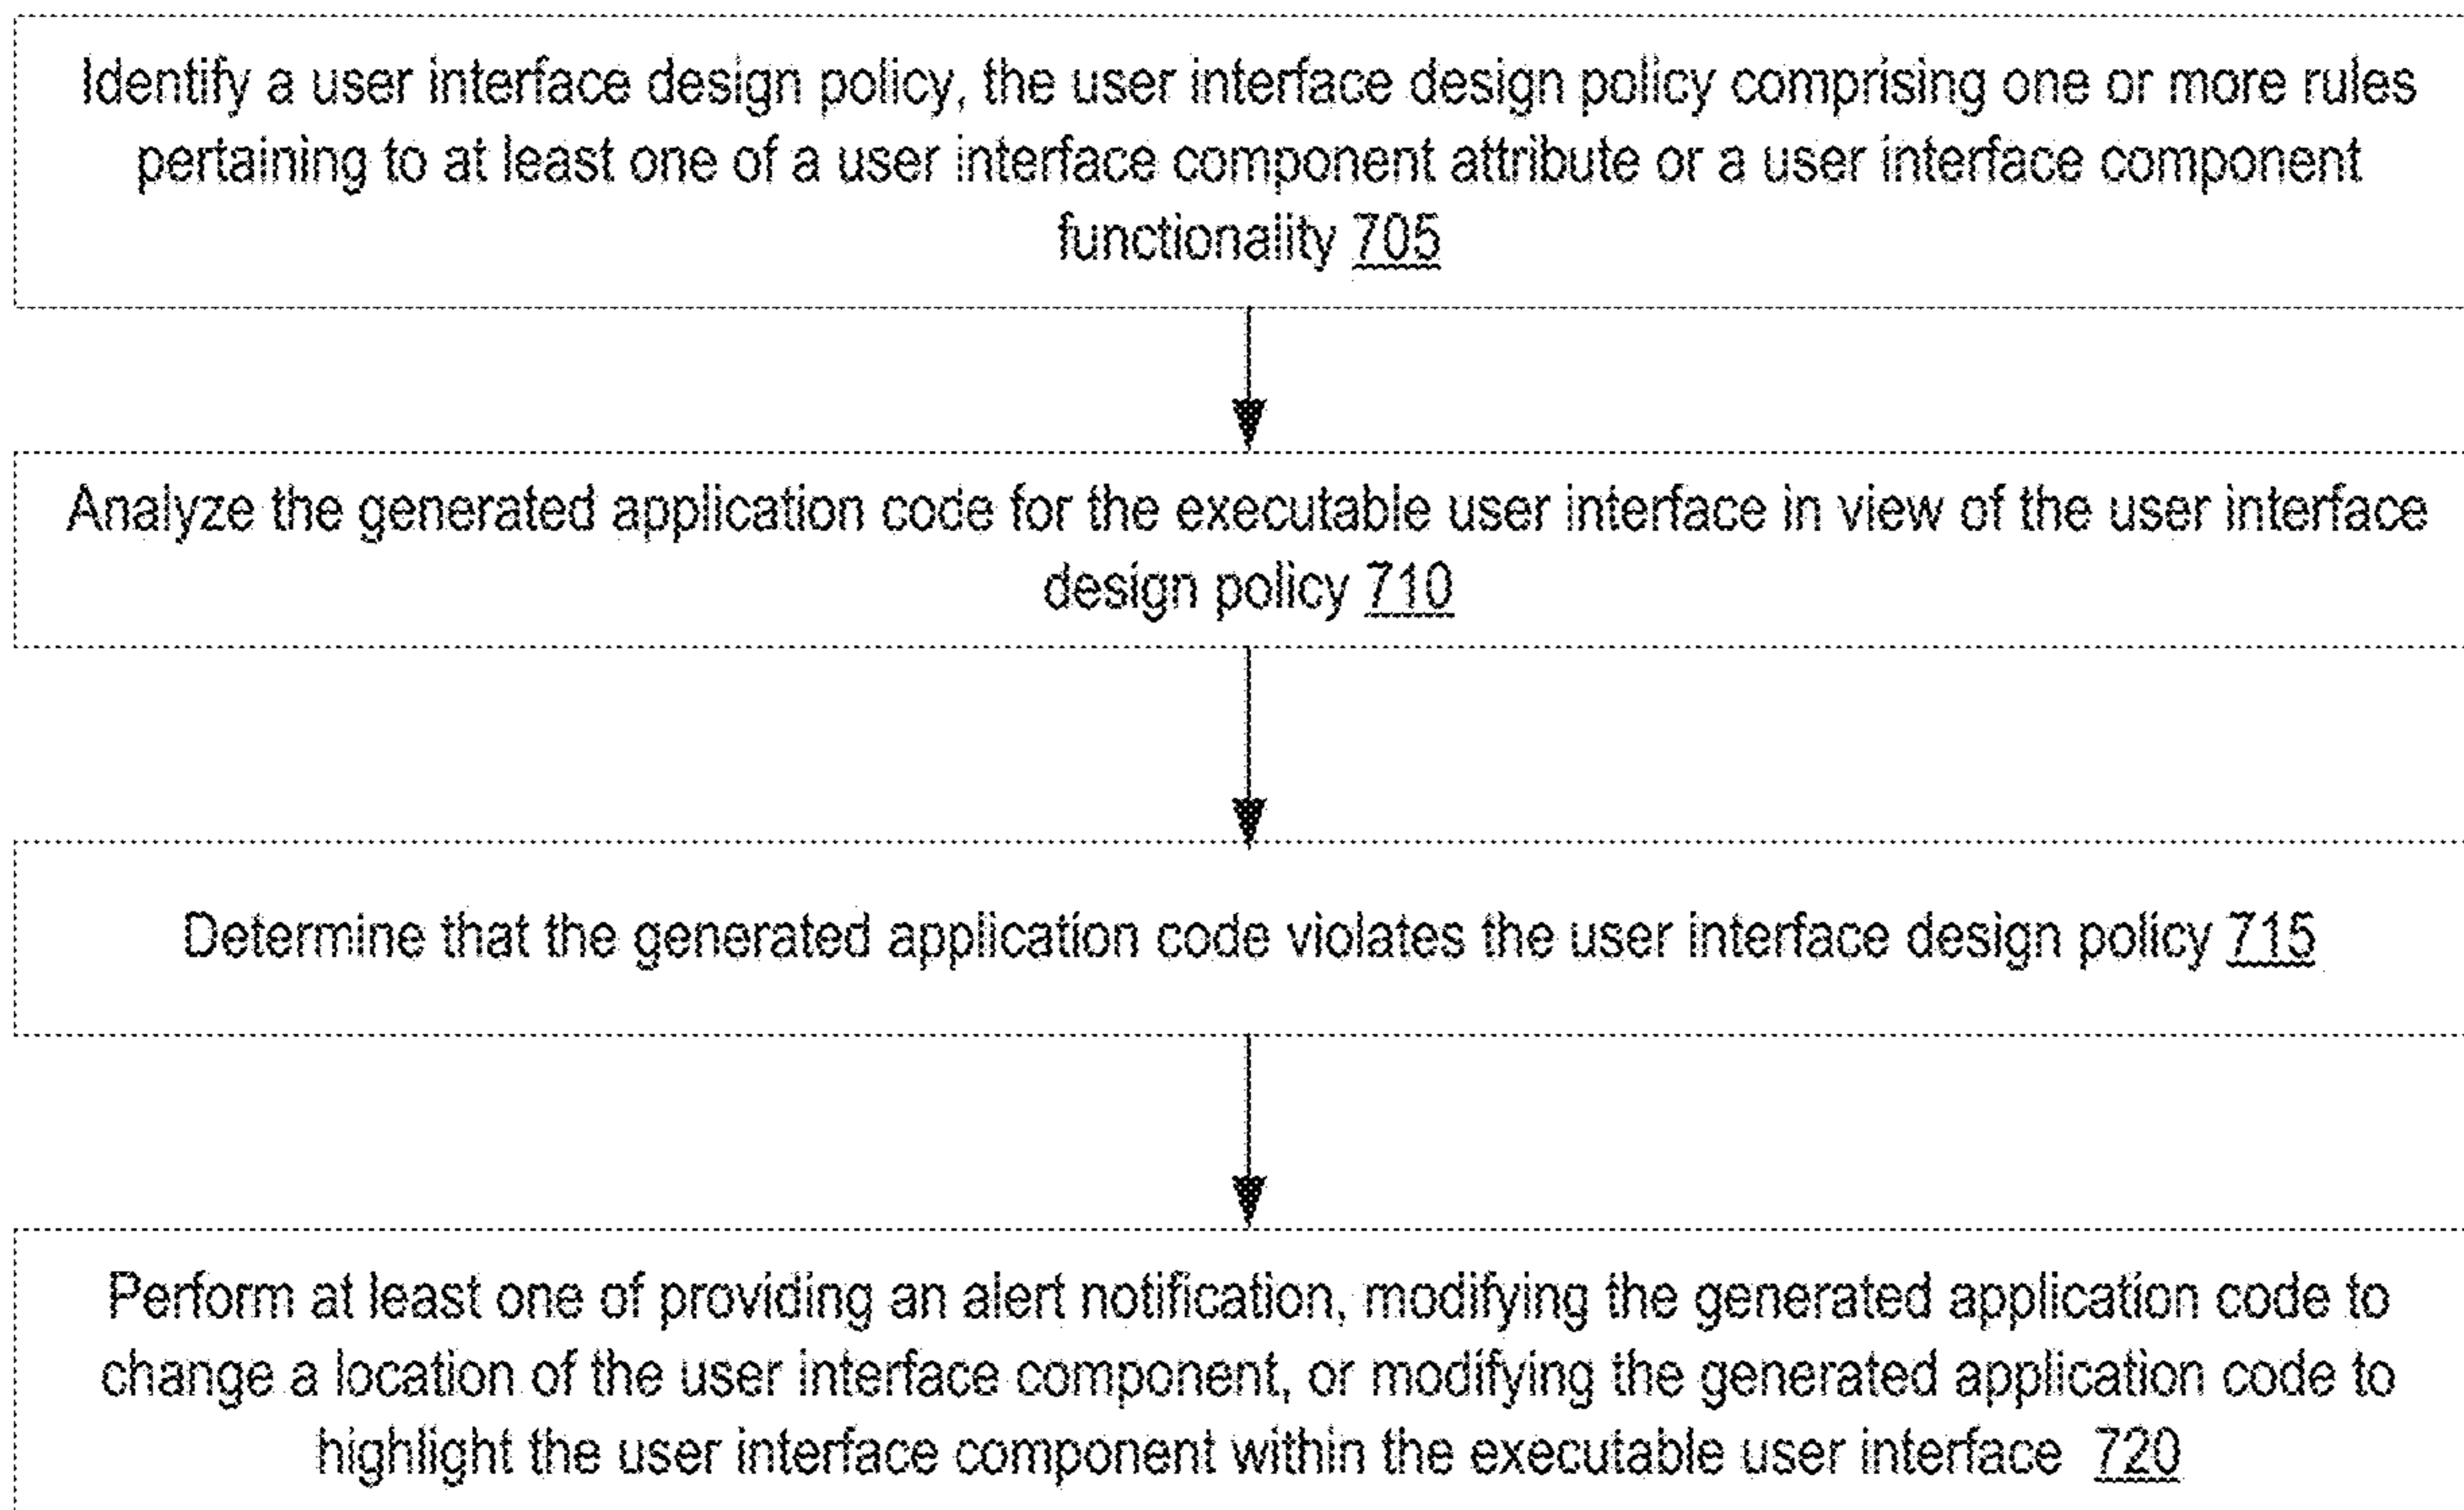 Identify a user interface design policy, the user interface design policy comprising one or more rules
pertaining to at least one of a user interface component attribute or a user interface component
functionality 705
Analyze the generated application code for the executable user interface in view of the user interface
design policy 710
Determine that the generated application code violates the user interface design policy 715
Perform at least one of providing an alert notification, modifying the generated application code to
change a location of the user interface component, or modifying the generated application code to
highlight the user interface component within the executable user interface 720